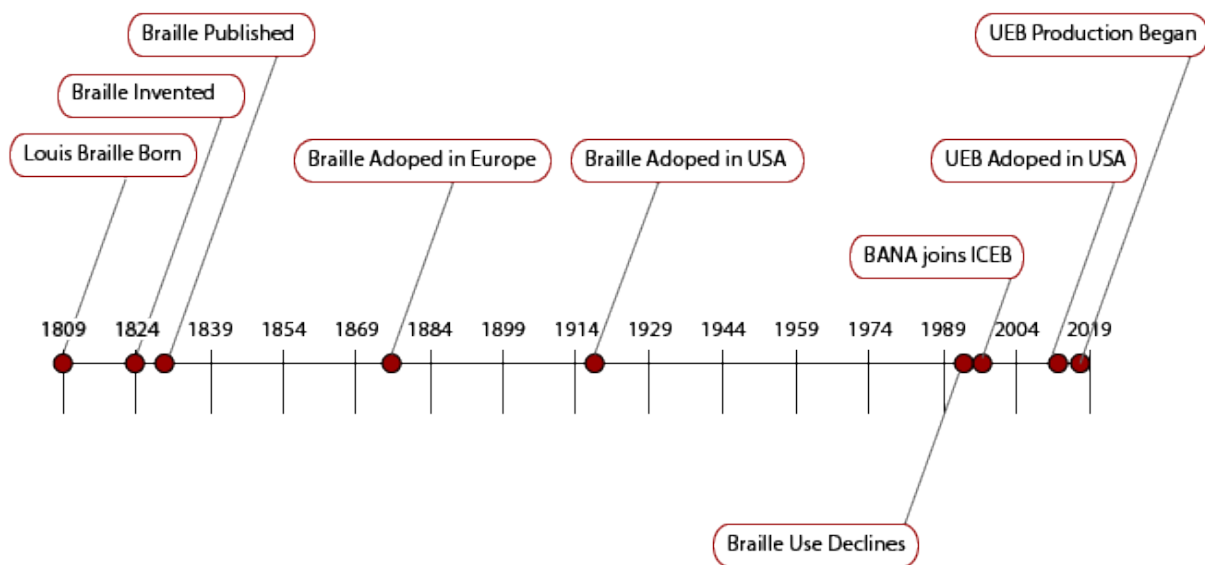 Braille Published
UEB Production Began
Braille Invented
Louis Braille Born
Braille Adoped in Europe
Braille Adoped in USA
UEB Adoped in USA
BANA joins ICEB
1809 1824 1839 1854 1869 1884 1899 1914 1929 1944 1959 1974 1989 2004 2019
Braille Use Declines